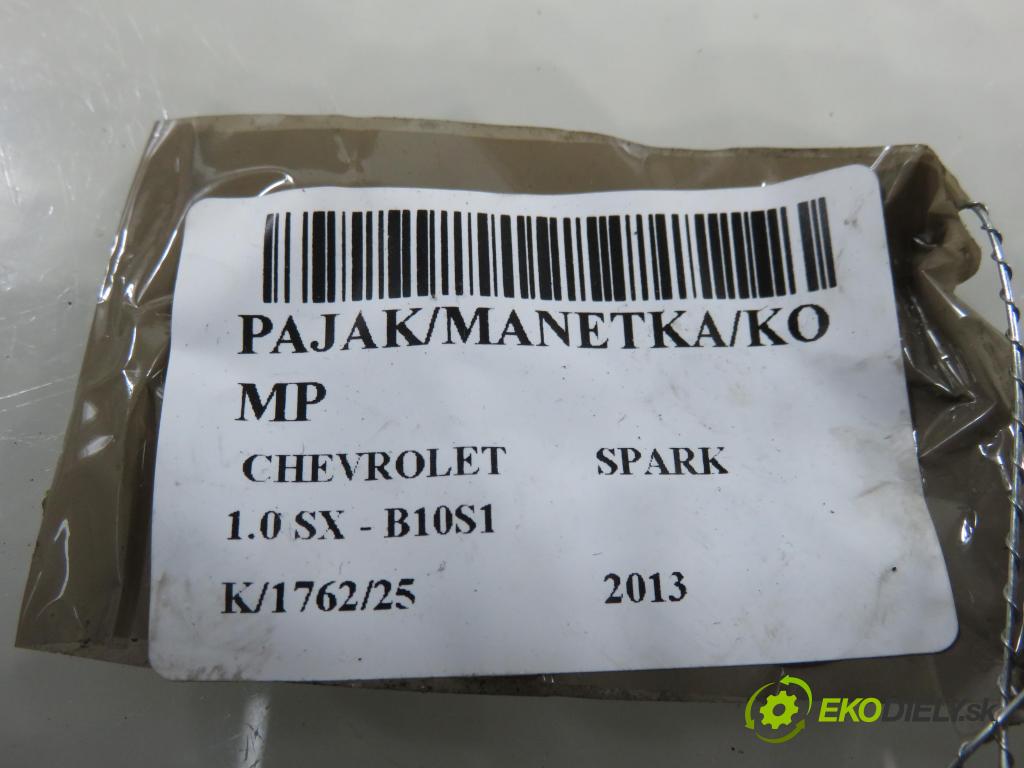 PAJAK/MANETKA/KO
MP
CHEVROLET SPARK
1.0 SX - B10S1
K/1762/25 2013
EKODIELY.sk